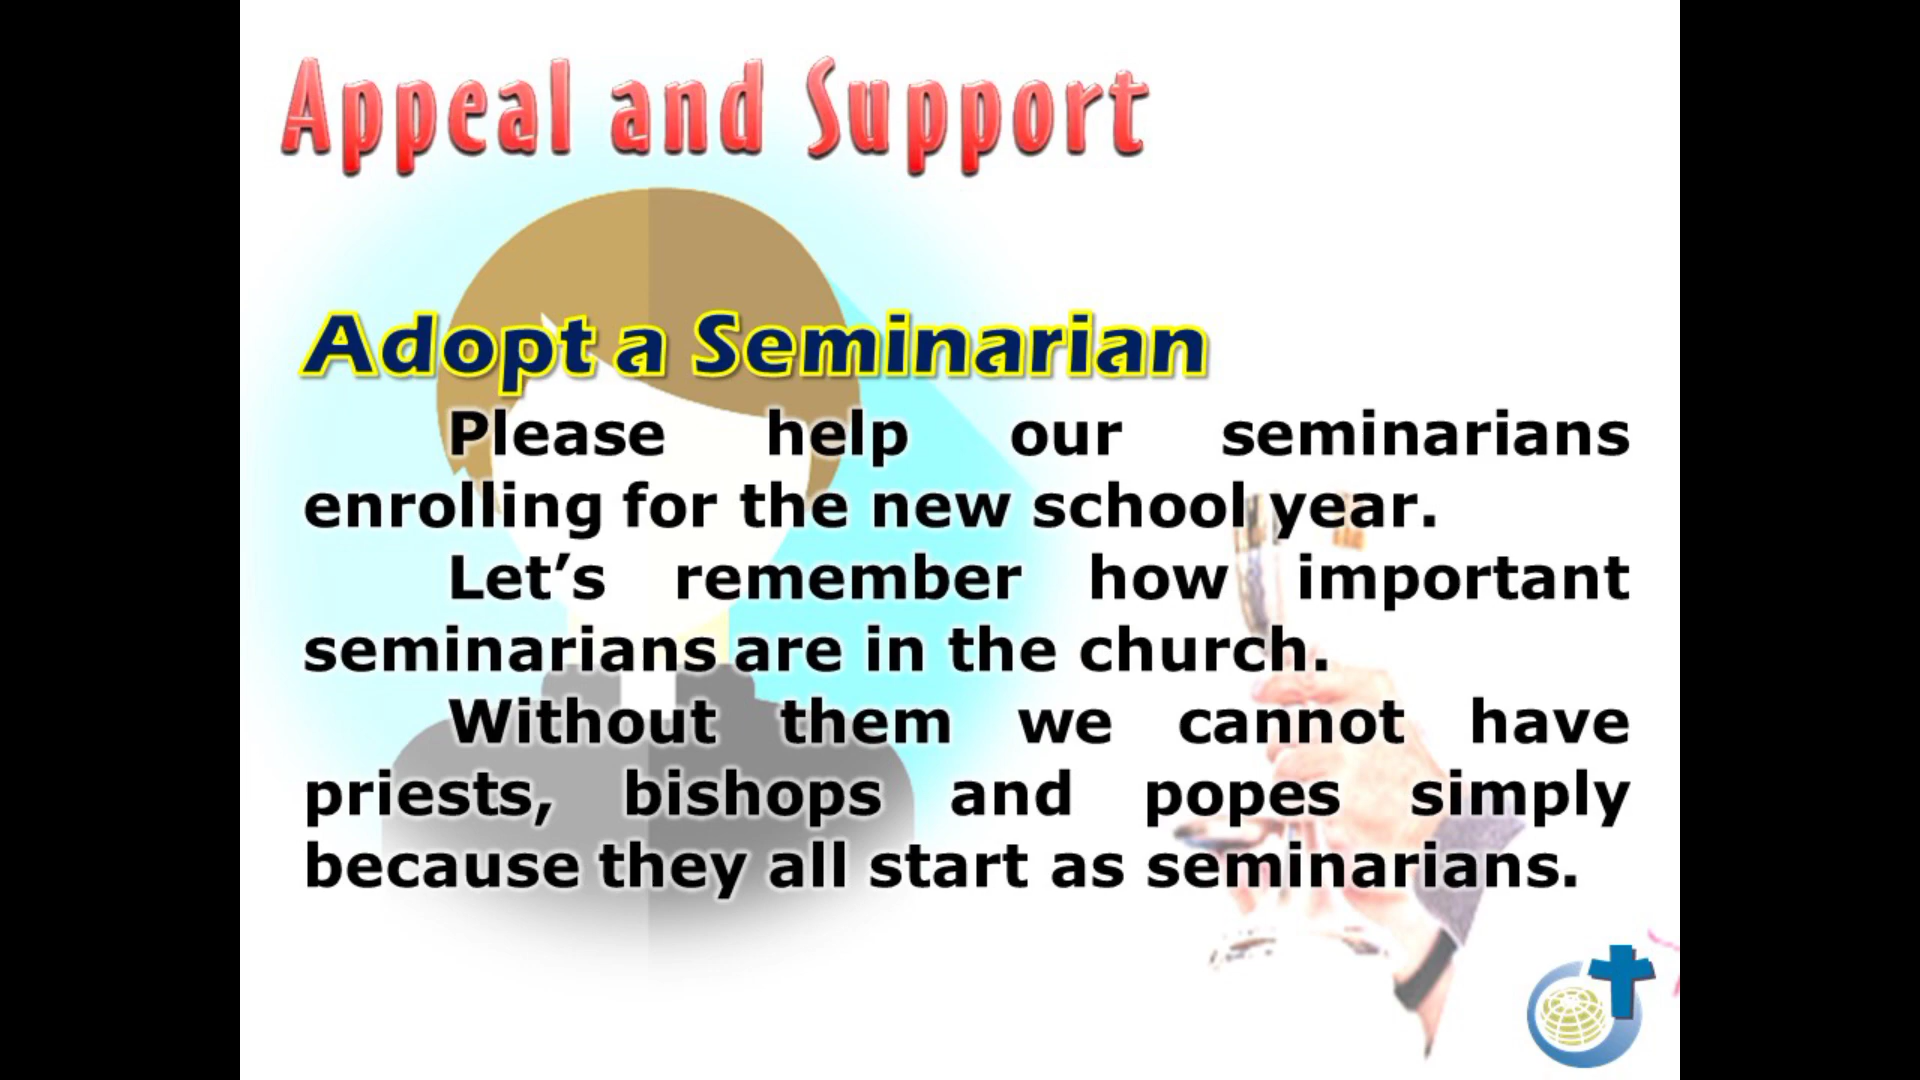 Appeal and Support
Adopt a Seminarian
Please help our seminarians
enrolling for the new school year.
Let’s remember how important
seminarians are in the church.
Without them we cannot have
priests, bishops and popes simply
because they all start as seminarians.